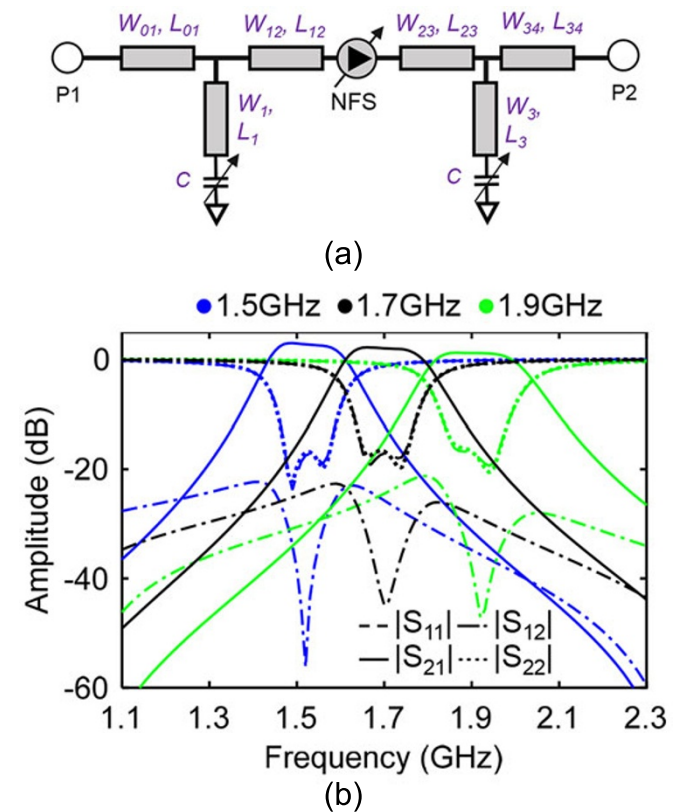 W01, L01 W12, L12 W23, L23 W34, L34
P1 NFS P2
W1,
L1
W3,
L3
C C
(a)
1.5GHz 1.7GHz 1.9GHz
0
-20
-40
-60
Amplitude (dB)
|S11| |S12|
|S21| |S22|
1.1 1.3 1.5 1.7 1.9 2.1 2.3
Frequency (GHz)
(b)